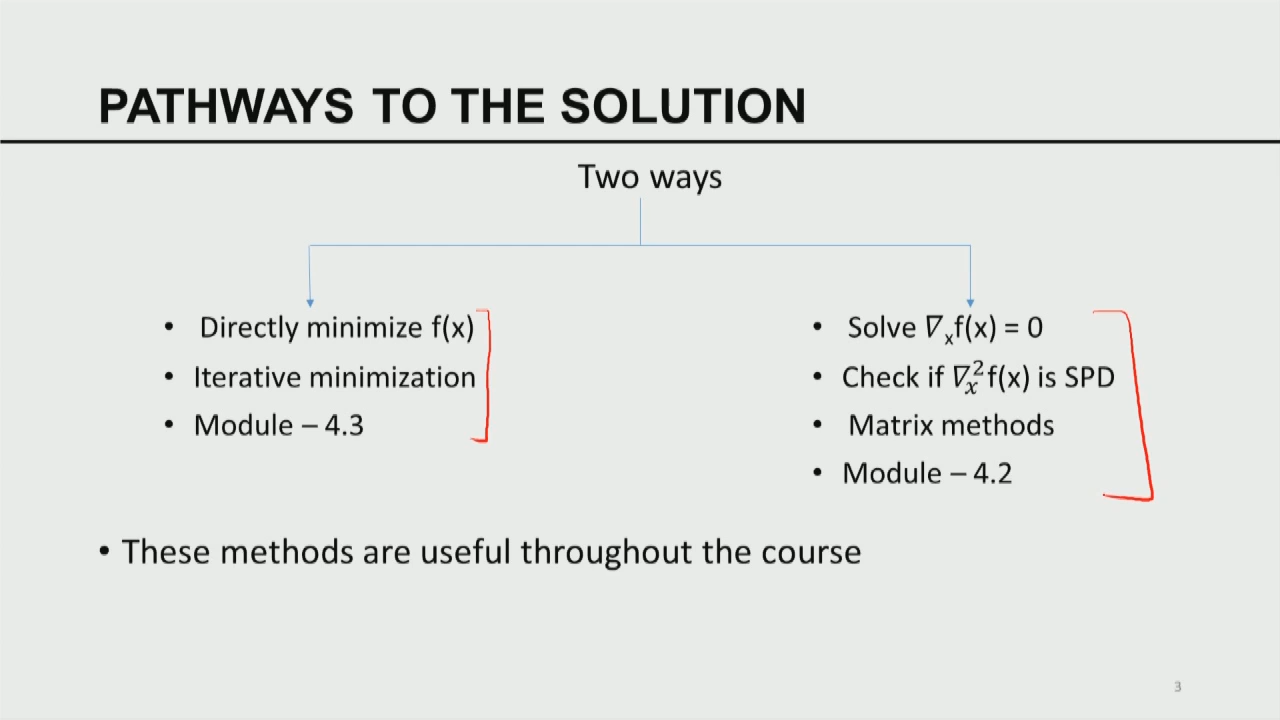 PATHWAYS TO THE SOLUTION
Two ways
• Directly minimize f(x)
• Iterative minimization
• Module – 4.3
• Solve ∇ₓf(x) = 0
• Check if ∇ₓ²f(x) is SPD
• Matrix methods
• Module – 4.2
• These methods are useful throughout the course
3